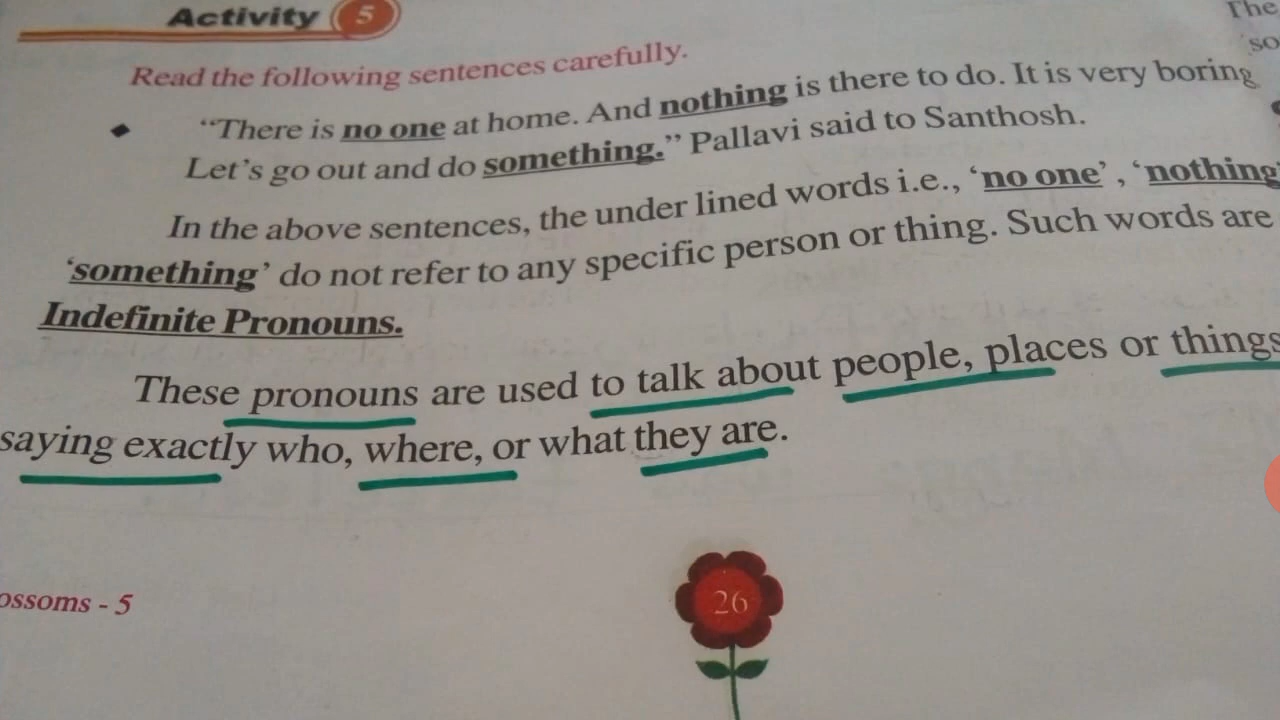 Activity 5
The
so
Read the following sentences carefully.
“There is no one at home. And nothing is there to do. It is very boring
Let’s go out and do something.” Pallavi said to Santhosh.
In the above sentences, the under lined words i.e., ‘no one’, ‘nothing’
‘something’ do not refer to any specific person or thing. Such words are
Indefinite Pronouns.
These pronouns are used to talk about people, places or things
saying exactly who, where, or what they are.
ossoms - 5
26